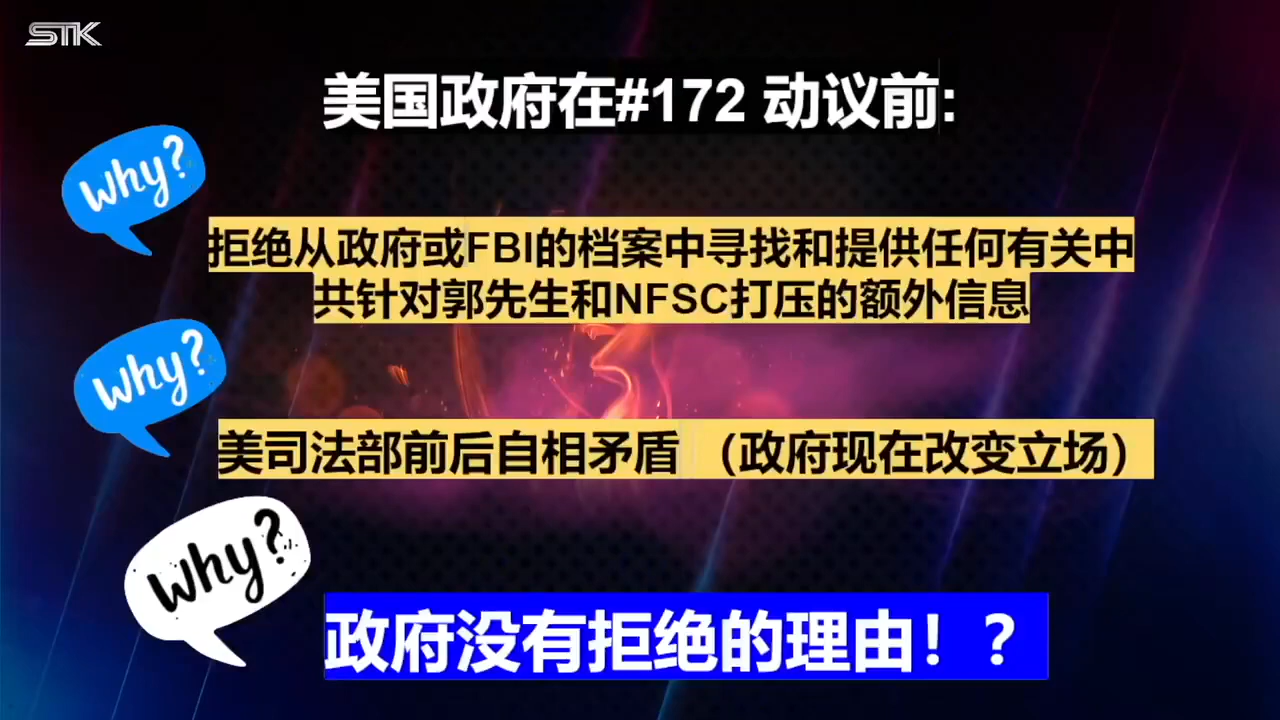 STK
美国政府在#172 动议前:
Why?
拒绝从政府或FBI的档案中寻找和提供任何有关中
共针对郭先生和NFSC打压的额外信息
Why?
美司法部前后自相矛盾 （政府现在改变立场）
Why?
政府没有拒绝的理由！？